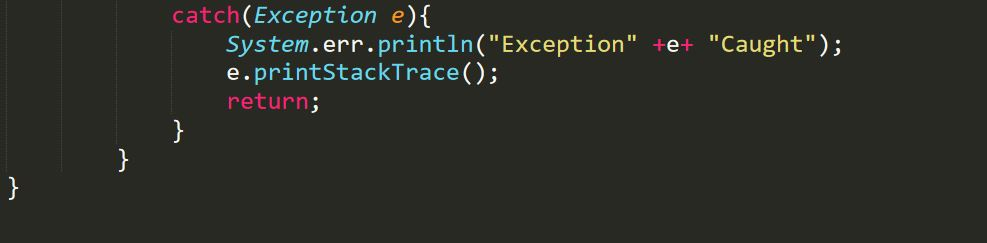 catch(Exception e){
System.err.println("Exception" +e+ "Caught");
e.printStackTrace();
return;
}
}
}